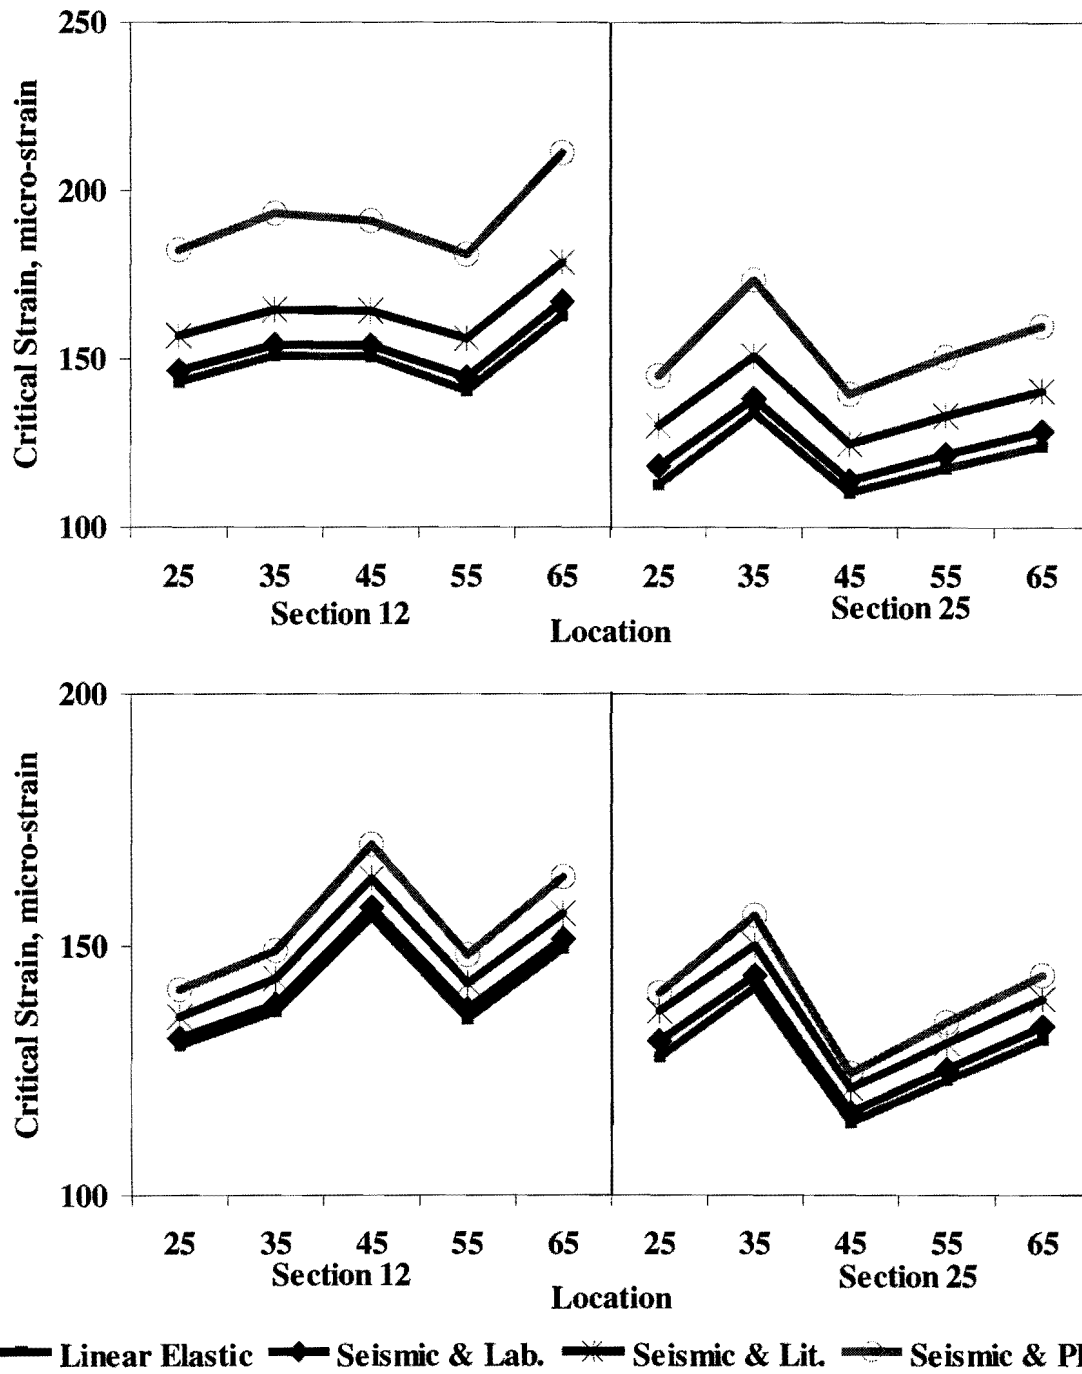 250
200
150
100
Critical Strain, micro-strain
25 35 45 55 65 25 35 45 55 65
Section 12 Section 25
Location
200
150
100
Critical Strain, micro-strain
25 35 45 55 65 25 35 45 55 65
Section 12 Section 25
Location
Linear Elastic Seismic & Lab. Seismic & Lit. Seismic &